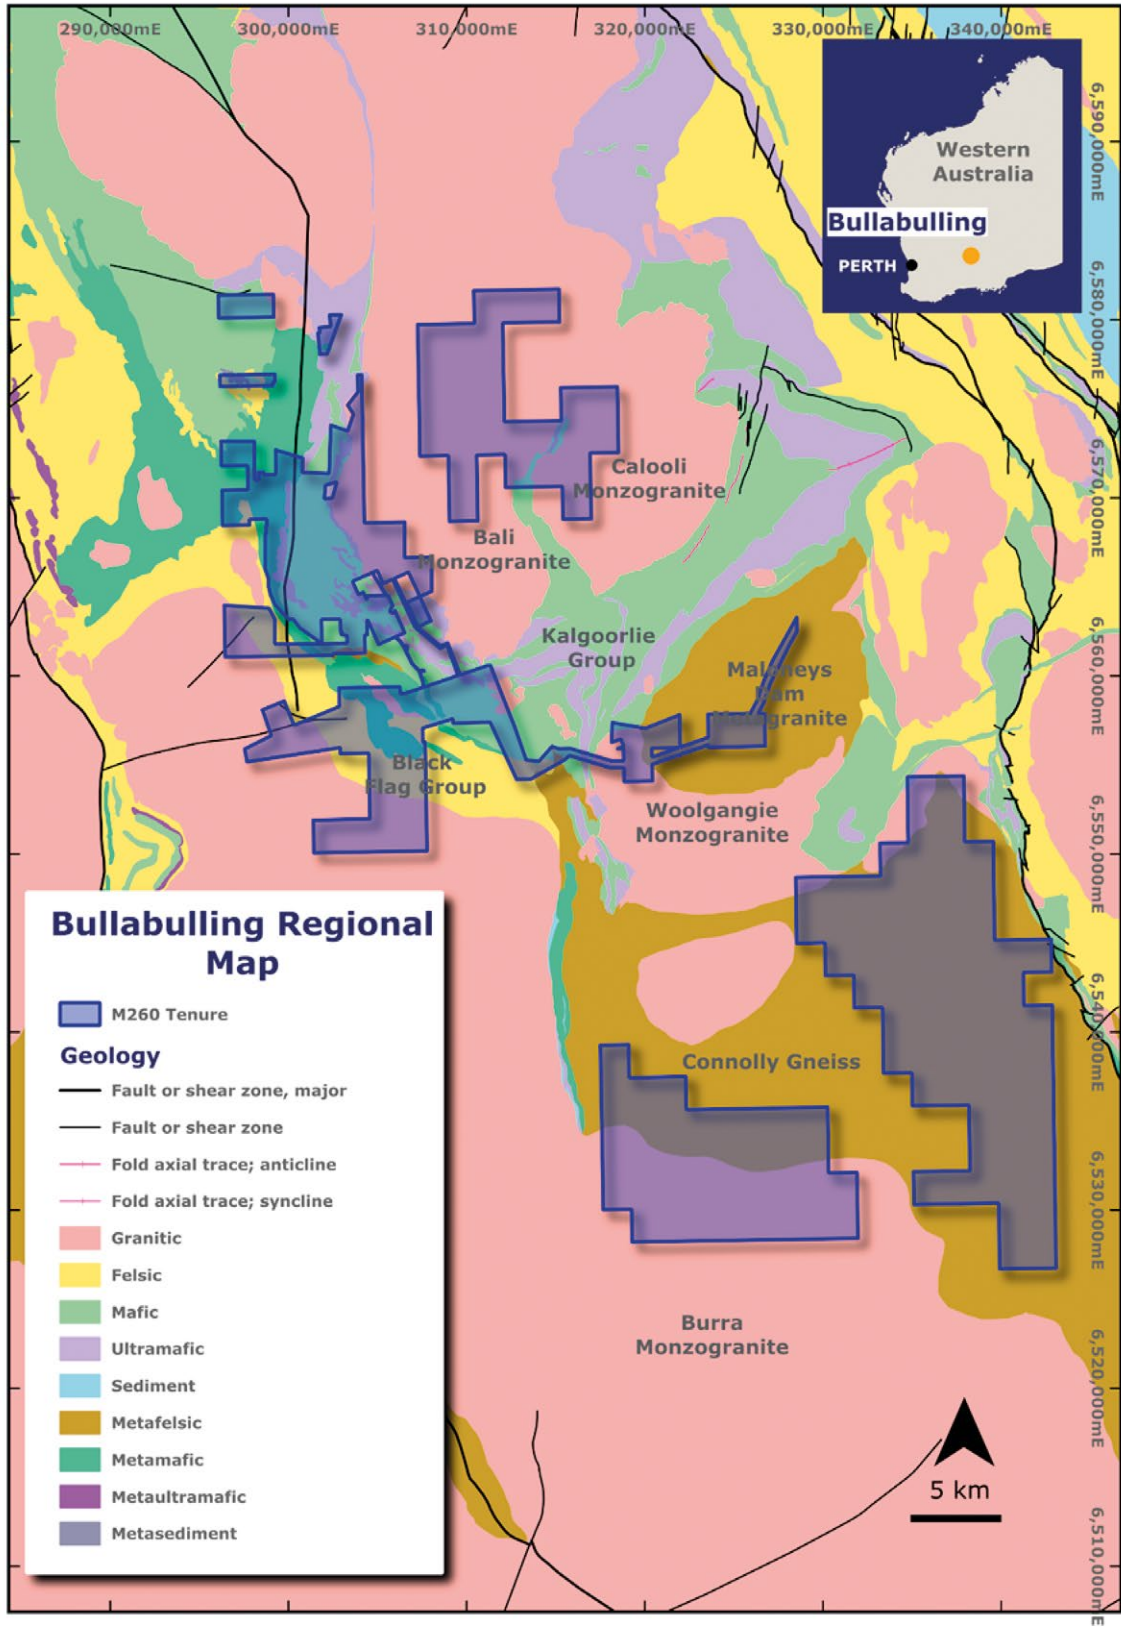 290,000mE 300,000mE 310,000mE 320,000mE 330,000mE 340,000mE
6,590,000mE
Western
Australia
Bullabulling
PERTH
6,580,000mE
6,570,000mE
Calooli
Monzogranite
Bali
Monzogranite
6,560,000mE
Kalgoorlie
Group
Maloneys
Dam
Monzogranite
Black
Flag Group
Woolgangie
Monzogranite
6,550,000mE
Bullabulling Regional
Map
M260 Tenure
Geology
Fault or shear zone, major
Fault or shear zone
Fold axial trace; anticline
Fold axial trace; syncline
Granitic
Felsic
Mafic
Ultramafic
Sediment
Metafelsic
Metamafic
Metaultramafic
Metasediment
6,540,000mE
Connolly Gneiss
6,530,000mE
Burra
Monzogranite
6,520,000mE
5 km
6,510,000mE